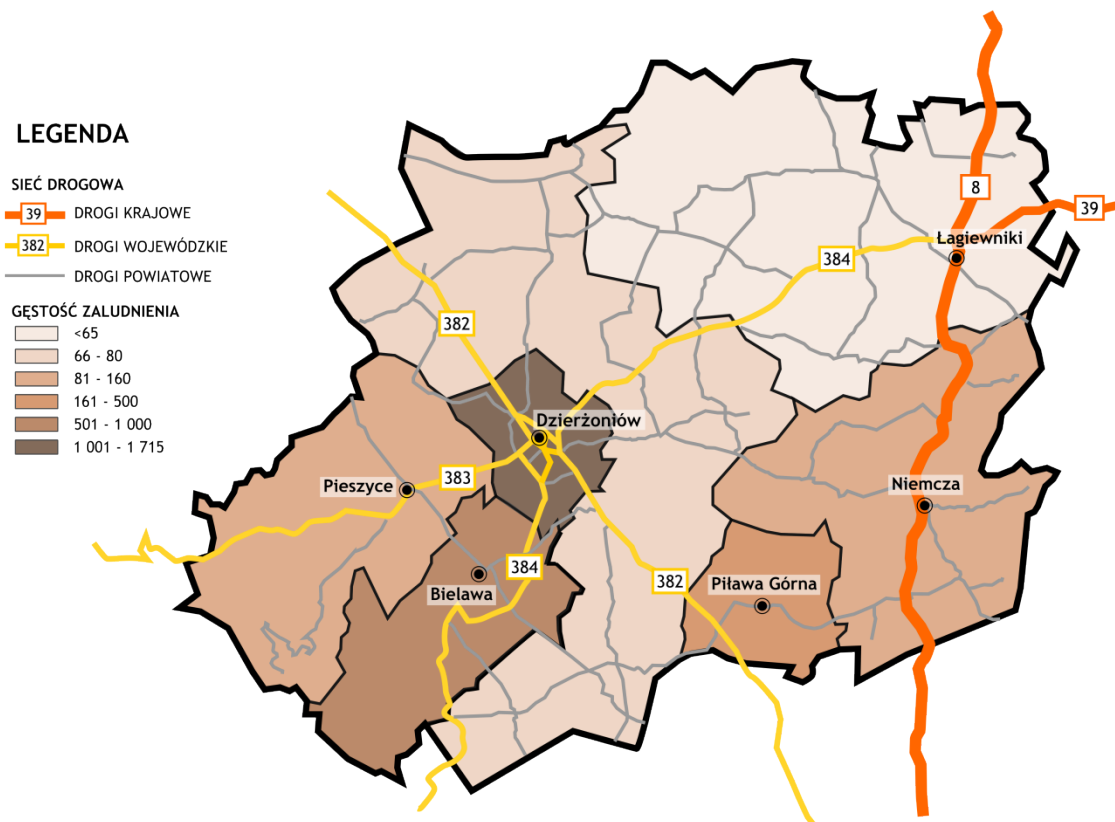 LEGENDA
SIEĆ DROGOWA
39 DROGI KRAJOWE
382 DROGI WOJEWÓDZKIE
DROGI POWIATOWE
GĘSTOŚĆ ZALUDNIENIA
<65
66 - 80
81 - 160
161 - 500
501 - 1 000
1 001 - 1 715
8
39
Łagiewniki
384
382
Dzierżoniów
383
Pieszyce
Niemcza
384
Bielawa
382
Piława Górna